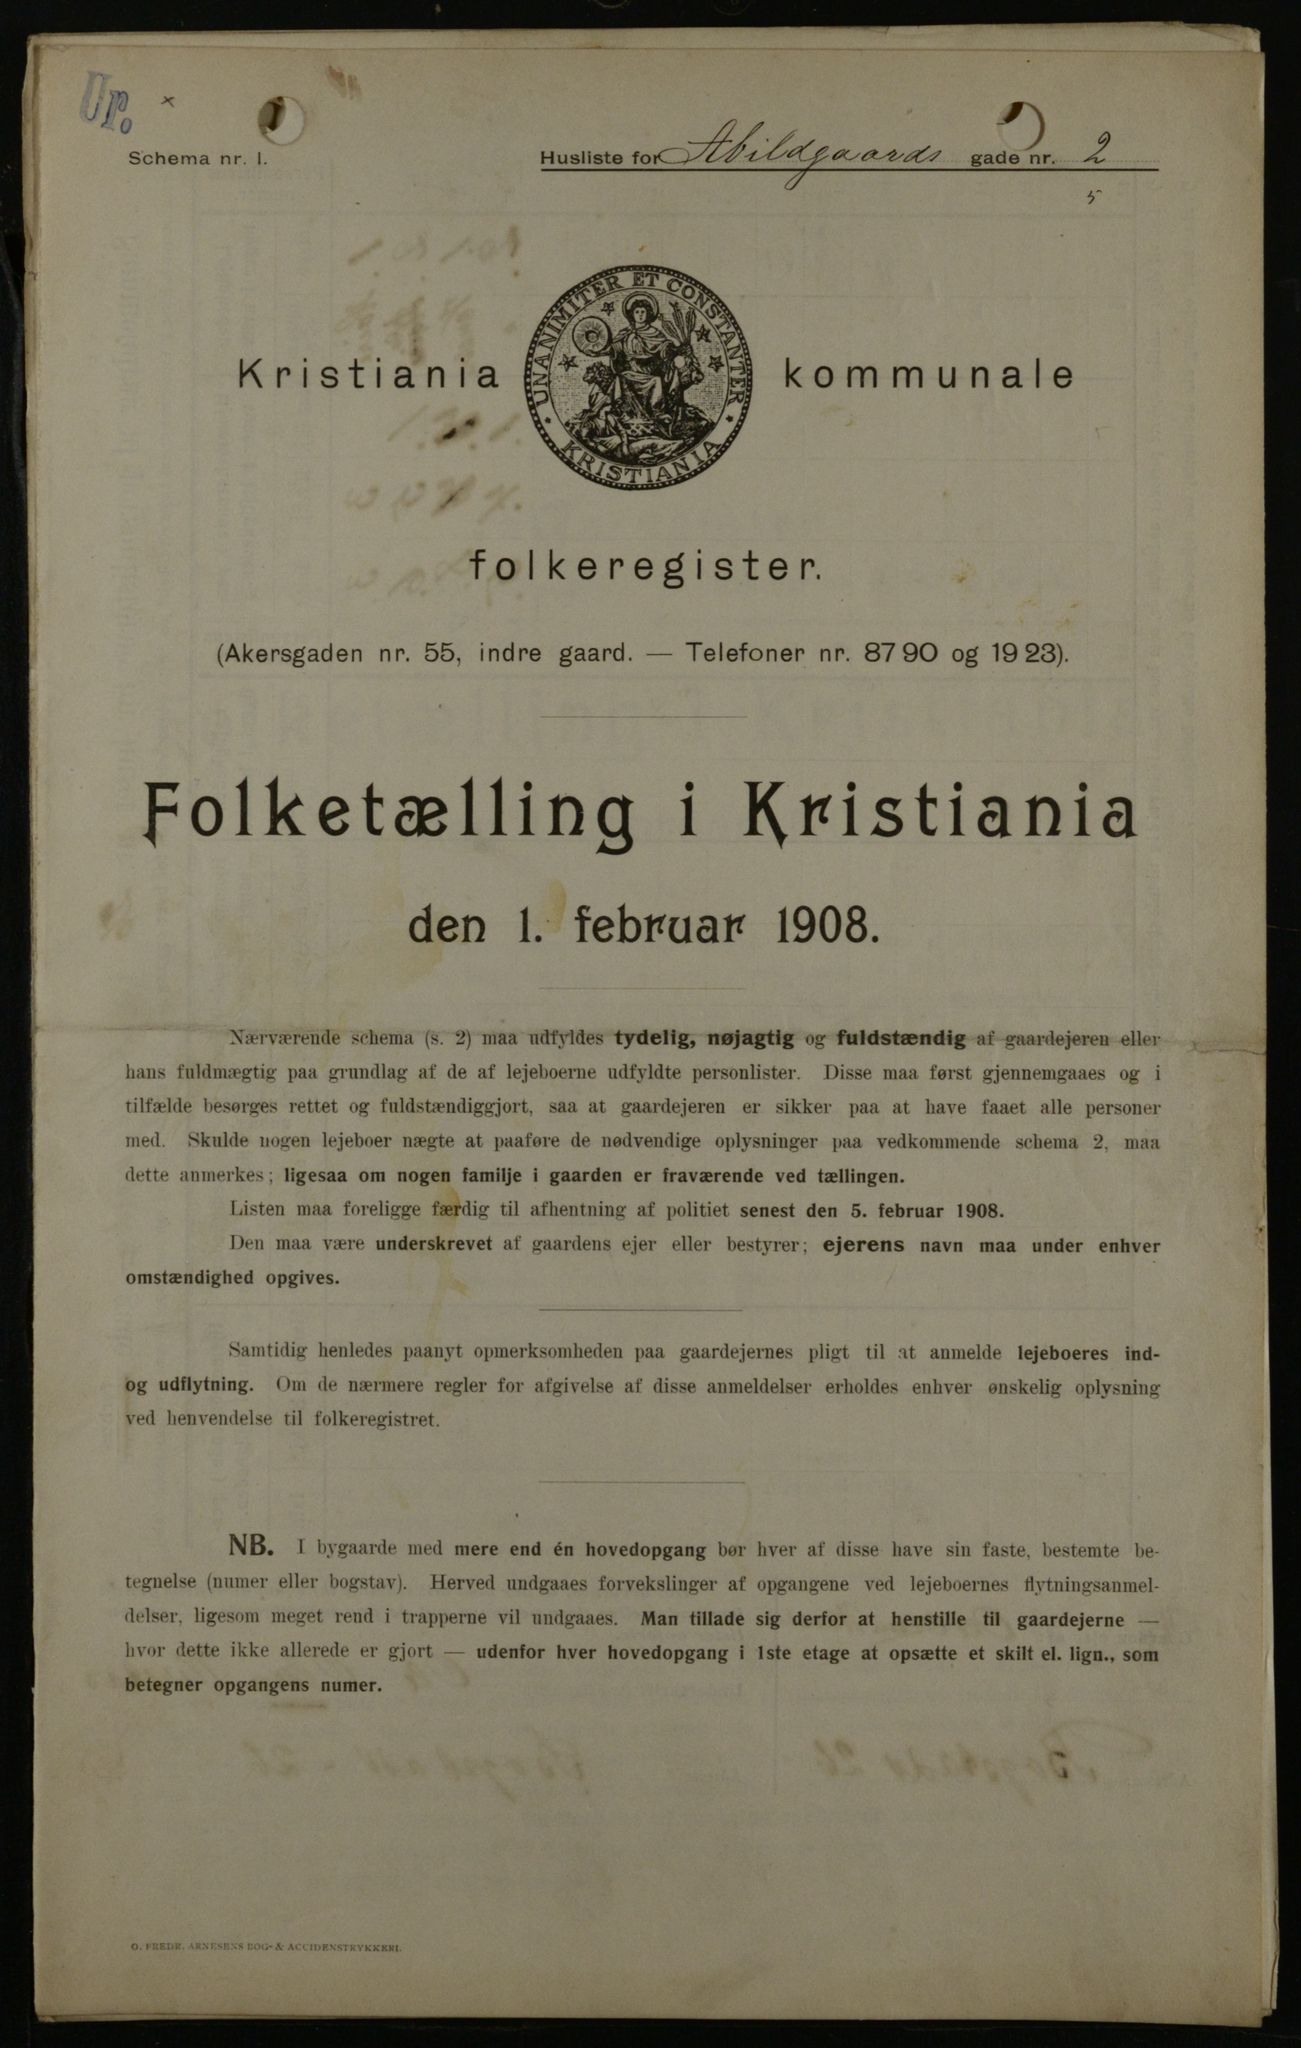 Ur. ×
Schema nr. 1.
Husliste for Abildgaards gade nr. 2
5
UNANIMITER ET CONSTANTER
KRISTIANIA
Kristiania kommunale
folkeregister.
(Akersgaden nr. 55, indre gaard. — Telefoner nr. 87 90 og 19 23).
Folketælling i Kristiania
den 1. februar 1908.
Nærværende schema (s. 2) maa udfyldes tydelig, nøjagtig og fuldstændig af gaardejeren eller
hans fuldmægtig paa grundlag af de af lejeboerne udfyldte personlister. Disse maa først gjennemgaaes og i
tilfælde besørges rettet og fuldstændiggjort, saa at gaardejeren er sikker paa at have faaet alle personer
med. Skulde nogen lejeboer nægte at paaføre de nødvendige oplysninger paa vedkommende schema 2, maa
dette anmerkes; ligesaa om nogen familje i gaarden er fraværende ved tællingen.
Listen maa foreligge færdig til afhentning af politiet senest den 5. februar 1908.
Den maa være underskrevet af gaardens ejer eller bestyrer; ejerens navn maa under enhver
omstændighed opgives.
Samtidig henledes paanyt opmerksomheden paa gaardejernes pligt til at anmelde lejeboeres ind-
og udflytning. Om de nærmere regler for afgivelse af disse anmeldelser erholdes enhver ønskelig oplysning
ved henvendelse til folkeregistret.
NB. I bygaarde med mere end én hovedopgang bør hver af disse have sin faste, bestemte be-
tegnelse (numer eller bogstav). Herved undgaaes forvekslinger af opgangene ved lejeboernes flytningsanmel-
delser, ligesom meget rend i trapperne vil undgaaes. Man tillade sig derfor at henstille til gaardejerne —
hvor dette ikke allerede er gjort — udenfor hver hovedopgang i 1ste etage at opsætte et skilt el. lign., som
betegner opgangens numer.
O. FREDR. ARNESENS BOG- & ACCIDENSTRYKKERI.